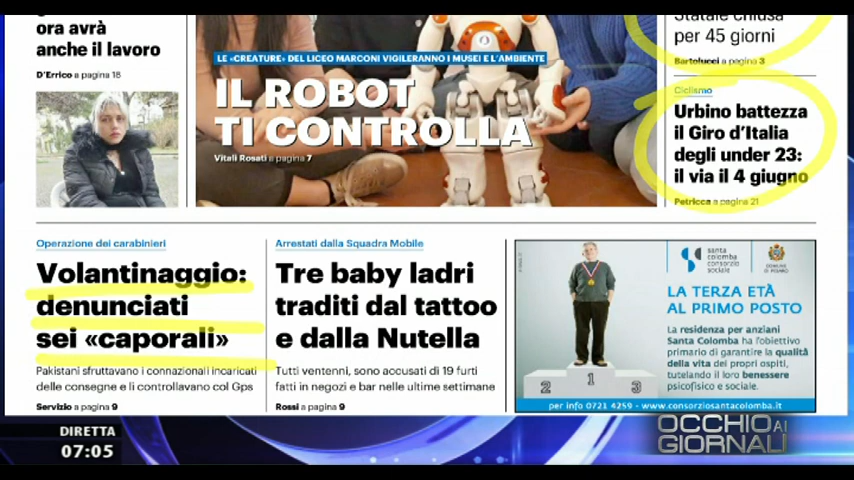 ora avrà
anche il lavoro
D'Errico a pagina 18
LE «CREATURE» DEL LICEO MARCONI VIGILERANNO I MUSEI E L'AMBIENTE
IL ROBOT
TI CONTROLLA
Vitali Rosati a pagina 7
Statale chiusa
per 45 giorni
Bartolucci a pagina 3
Ciclismo
Urbino battezza
il Giro d'Italia
degli under 23:
il via il 4 giugno
Petricca a pagina 21
Operazione dei carabinieri
Volantinaggio:
denunciati
sei «caporali»
Pakistani sfruttavano i connazionali incaricati
delle consegne e li controllavano col Gps
Servizio a pagina 9
Arrestati dalla Squadra Mobile
Tre baby ladri
traditi dal tattoo
e dalla Nutella
Tutti ventenni, sono accusati di 19 furti
fatti in negozi e bar nelle ultime settimane
Rossi a pagina 9
2 1 3
santa
colomba consorzio
sociale
COMUNE
DI PESARO
LA TERZA ETÀ
AL PRIMO POSTO
La residenza per anziani
Santa Colomba ha l'obiettivo
primario di garantire la qualità
della vita dei propri ospiti,
tutelando il loro benessere
psicofisico e sociale.
per info 0721 4259 - www.consorziosantacolomba.com
DIRETTA
07:05
OCCHIO AI
GIORNALI